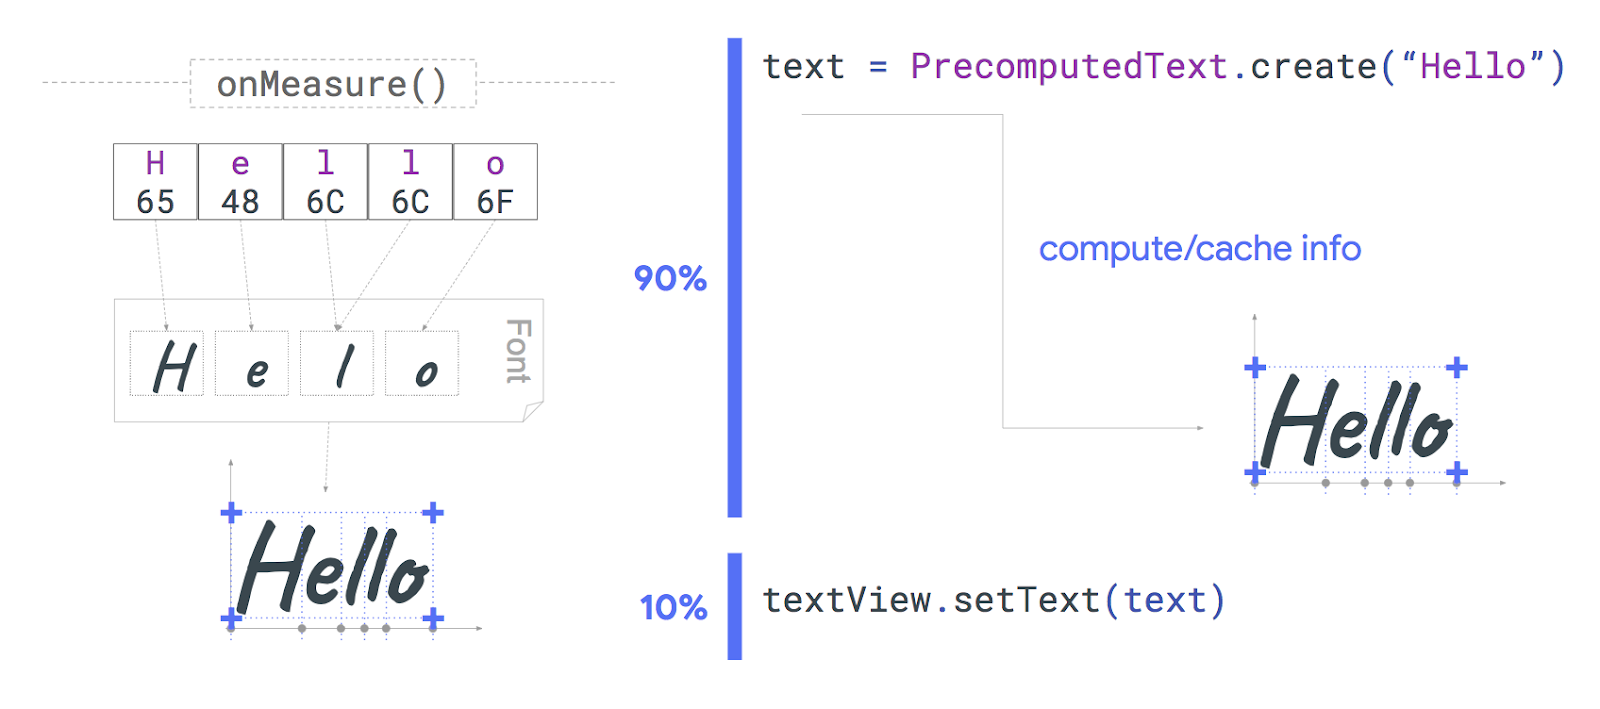 onMeasure()
H e l l o
65 48 6C 6C 6F
H e l o
Font
Hello
90%
10%
text = PrecomputedText.create(“Hello”)
compute/cache info
Hello
textView.setText(text)